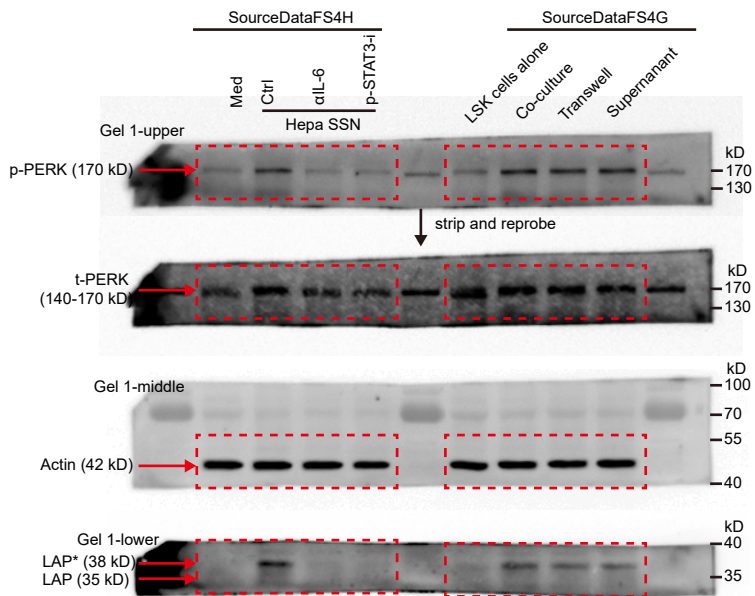 SourceDataFS4H
SourceDataFS4G
Med
Ctrl
αIL-6
p-STAT3-i
Hepa SSN
LSK cells alone
Co-culture
Transwell
Supernanant
Gel 1-upper
p-PERK (170 kD)
kD
170
130
strip and reprobe
t-PERK
(140-170 kD)
kD
170
130
Gel 1-middle
kD
100
70
55
Actin (42 kD)
40
Gel 1-lower
kD
40
LAP* (38 kD)
LAP (35 kD)
35